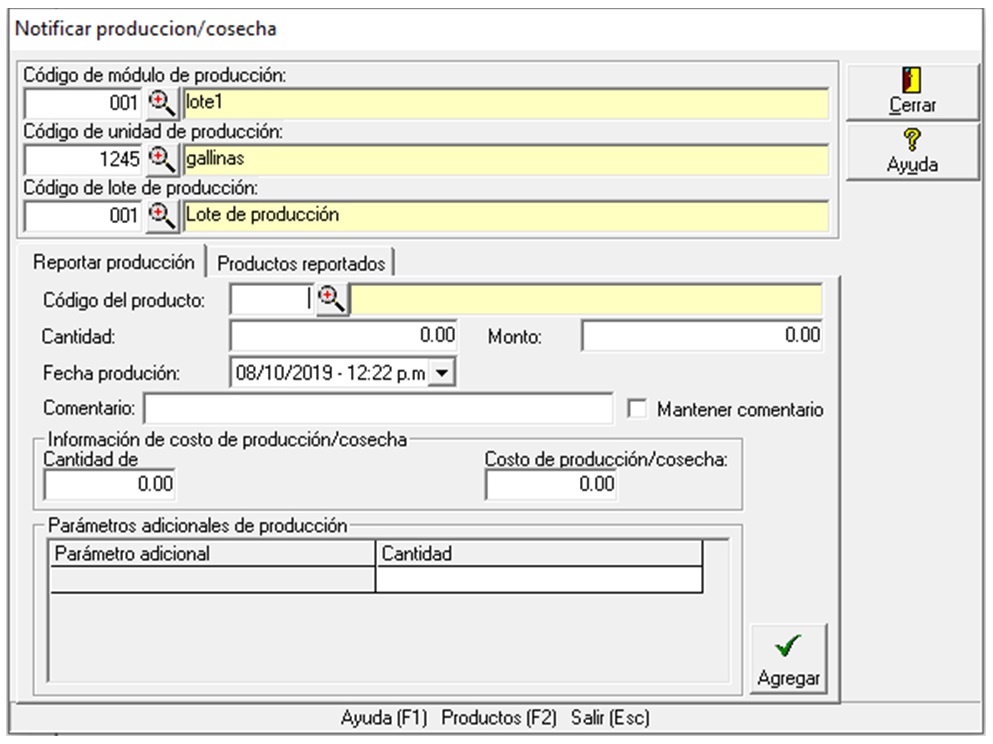 Notificar produccion/cosecha
Código de módulo de producción:
001 lote1
Cerrar
Código de unidad de producción:
1245 gallinas
Ayuda
Código de lote de producción:
001 Lote de producción
Reportar producción Productos reportados
Código del producto:
Cantidad: 0.00 Monto: 0.00
Fecha produción: 08/10/2019 - 12:22 p.m
Comentario: Mantener comentario
Información de costo de producción/cosecha
Cantidad de Costo de producción/cosecha:
0.00 0.00
Parámetros adicionales de producción
Parámetro adicional Cantidad
Agregar
Ayuda (F1) Productos (F2) Salir (Esc)